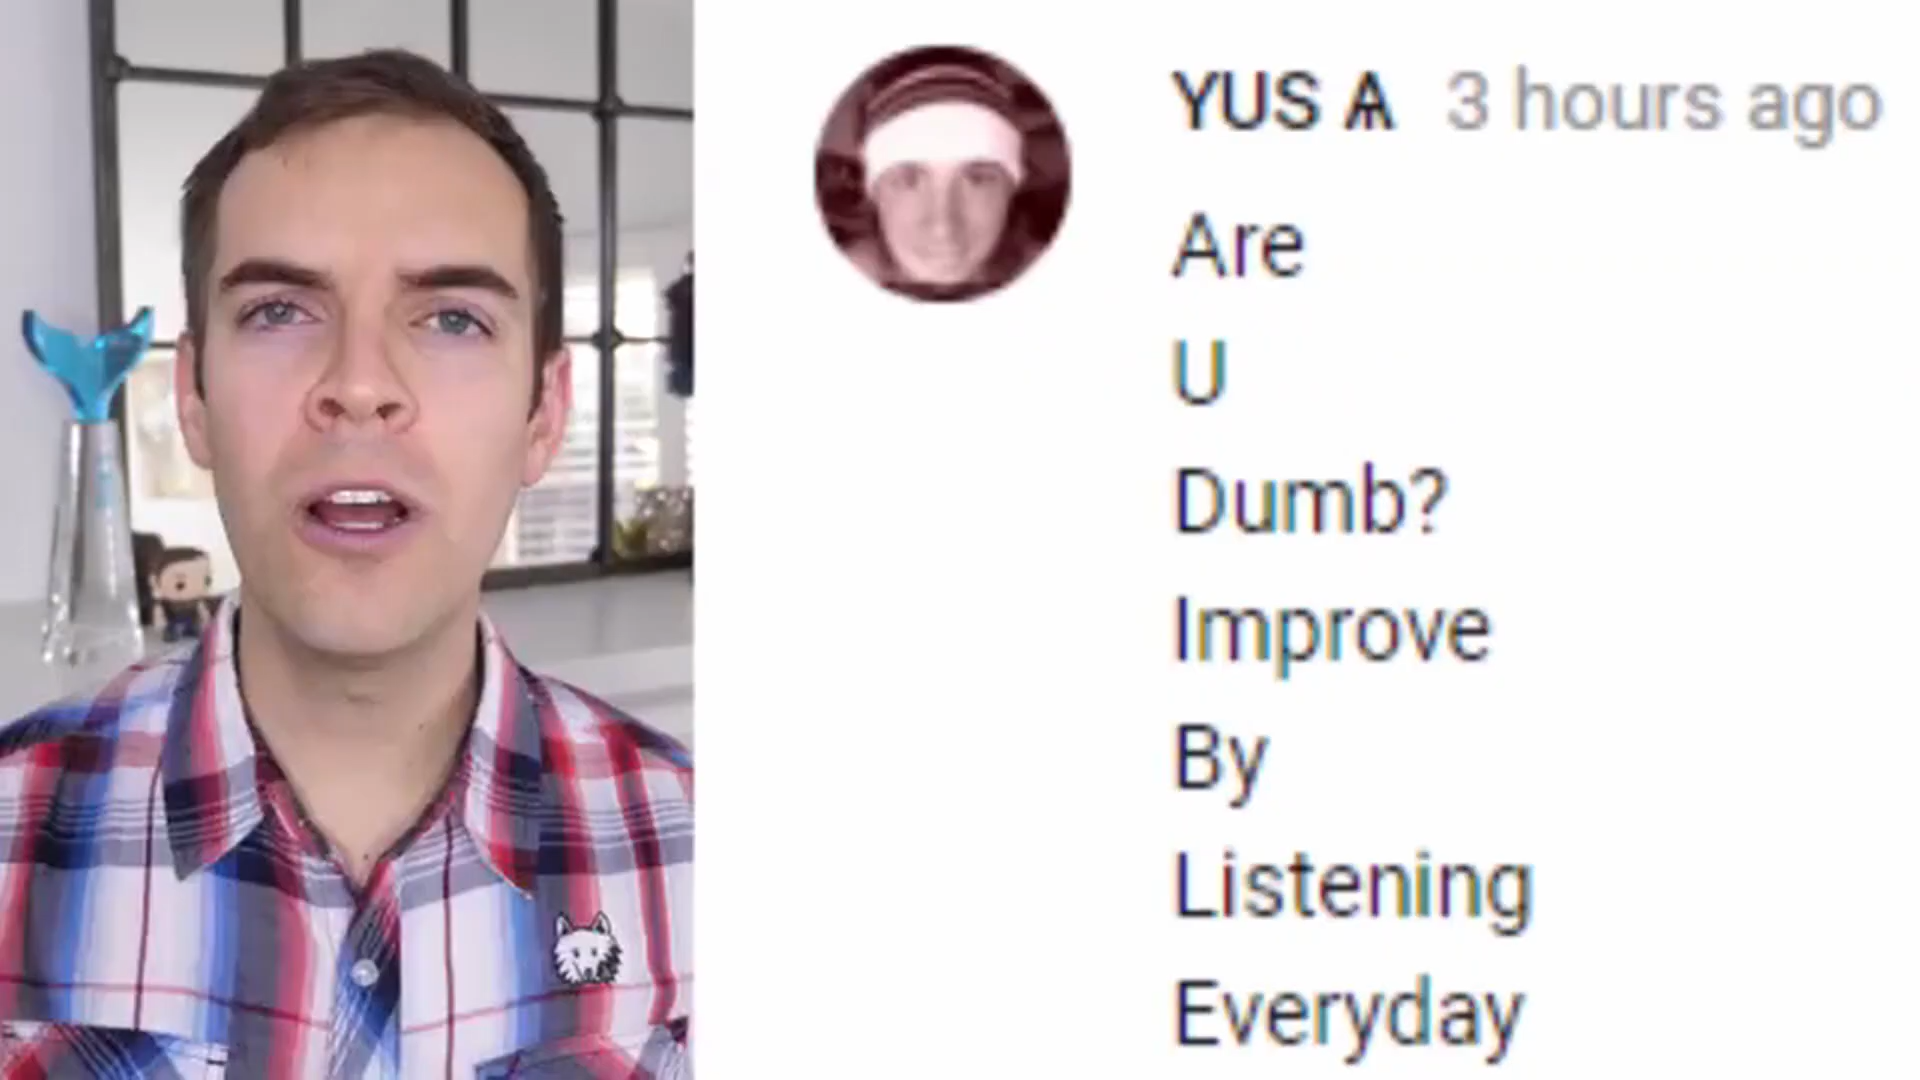 YUS A 3 hours ago
Are
U
Dumb?
Improve
By
Listening
Everyday